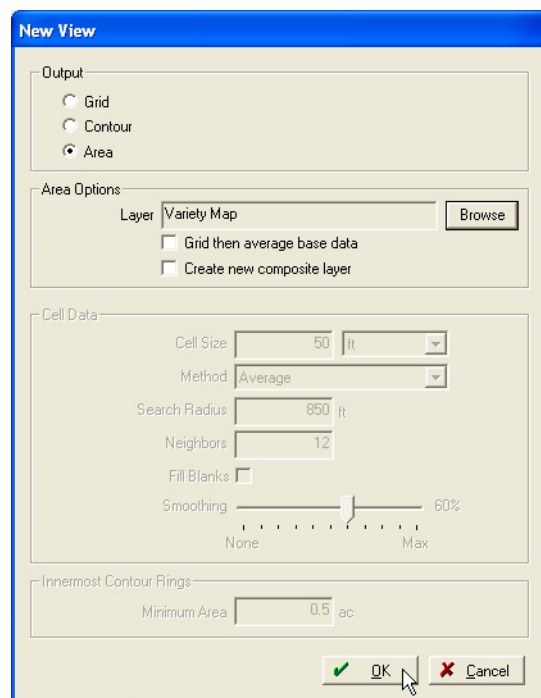 New View
Output
Grid
Contour
Area
Area Options
Layer Variety Map Browse
Grid then average base data
Create new composite layer
Cell Data
Cell Size 50 ft
Method Average
Search Radius 850 ft
Neighbors 12
Fill Blanks
Smoothing 60%
None Max
Innermost Contour Rings
Minimum Area 0.5 ac
OK Cancel